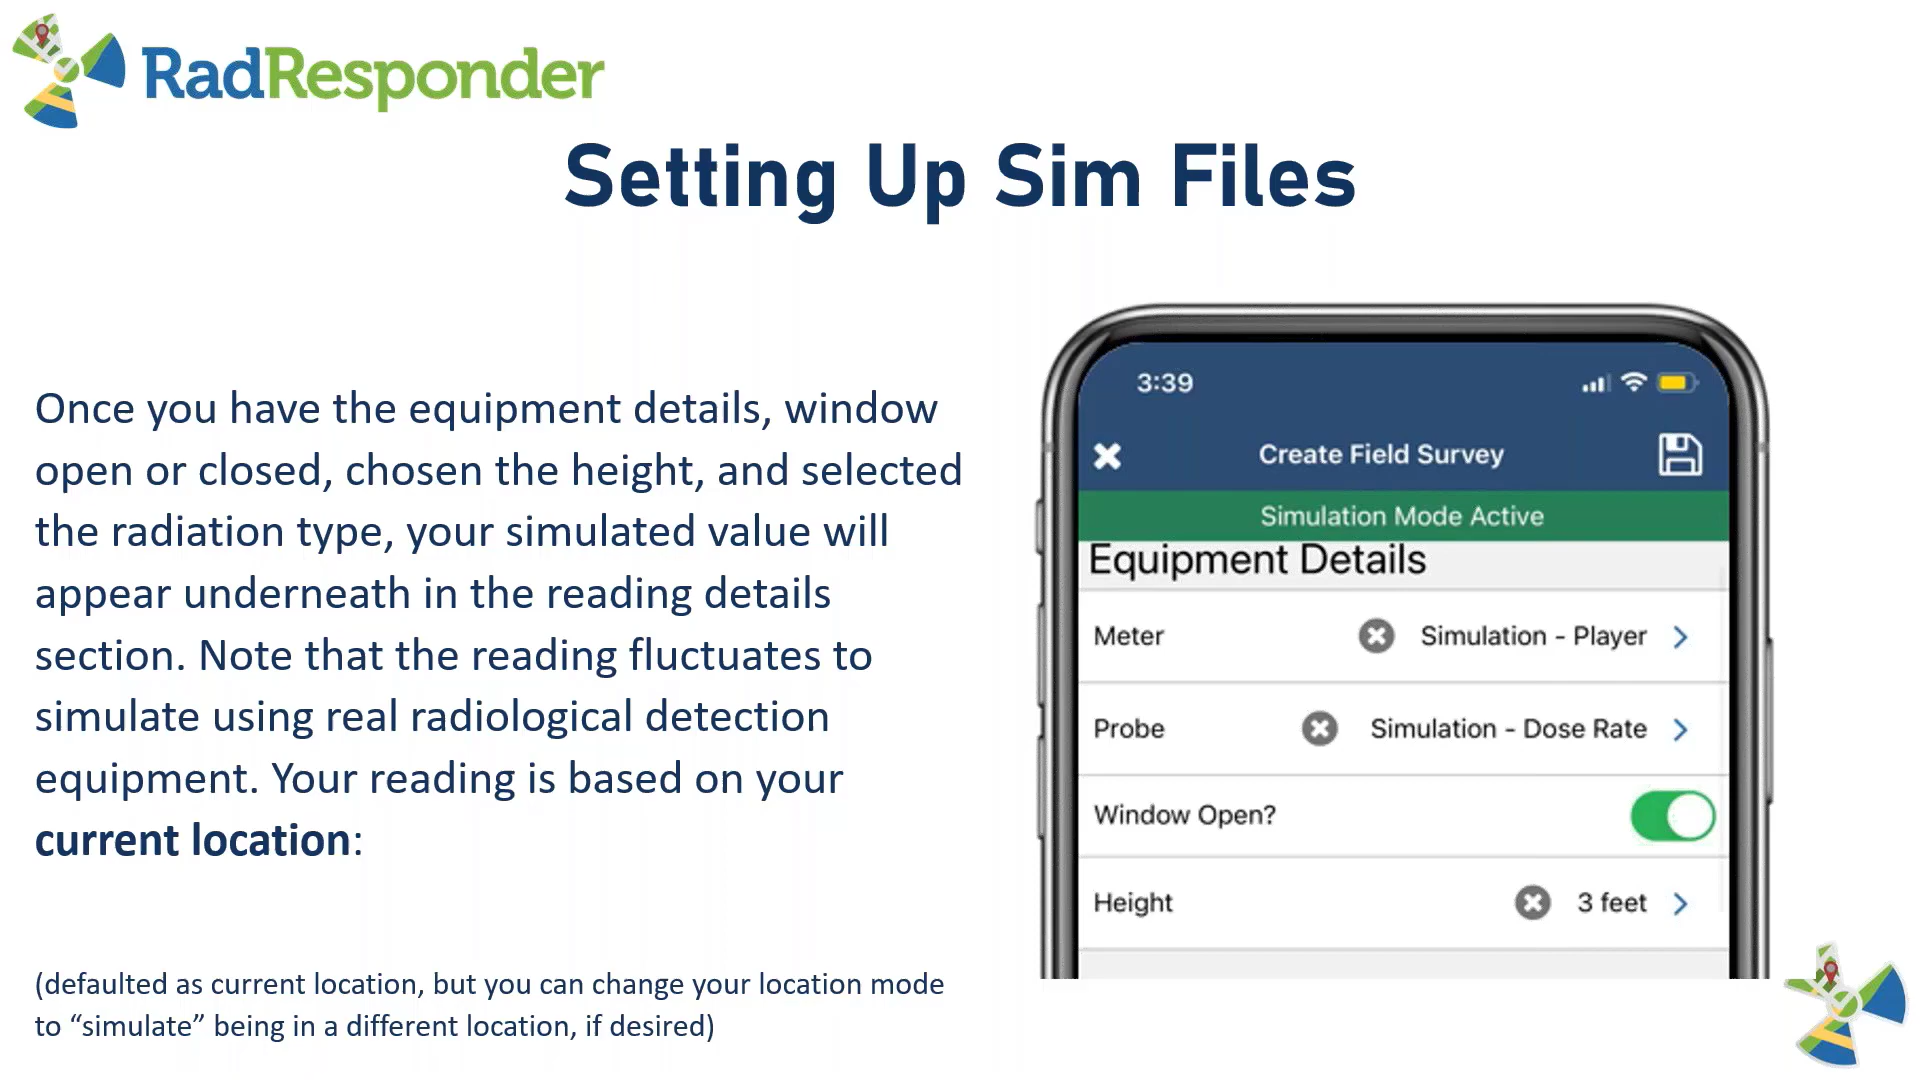 RadResponder
Setting Up Sim Files
Once you have the equipment details, window
open or closed, chosen the height, and selected
the radiation type, your simulated value will
appear underneath in the reading details
section. Note that the reading fluctuates to
simulate using real radiological detection
equipment. Your reading is based on your
current location:
(defaulted as current location, but you can change your location mode
to “simulate” being in a different location, if desired)
3:39
Create Field Survey
Simulation Mode Active
Equipment Details
Meter Simulation - Player
Probe Simulation - Dose Rate
Window Open?
Height 3 feet